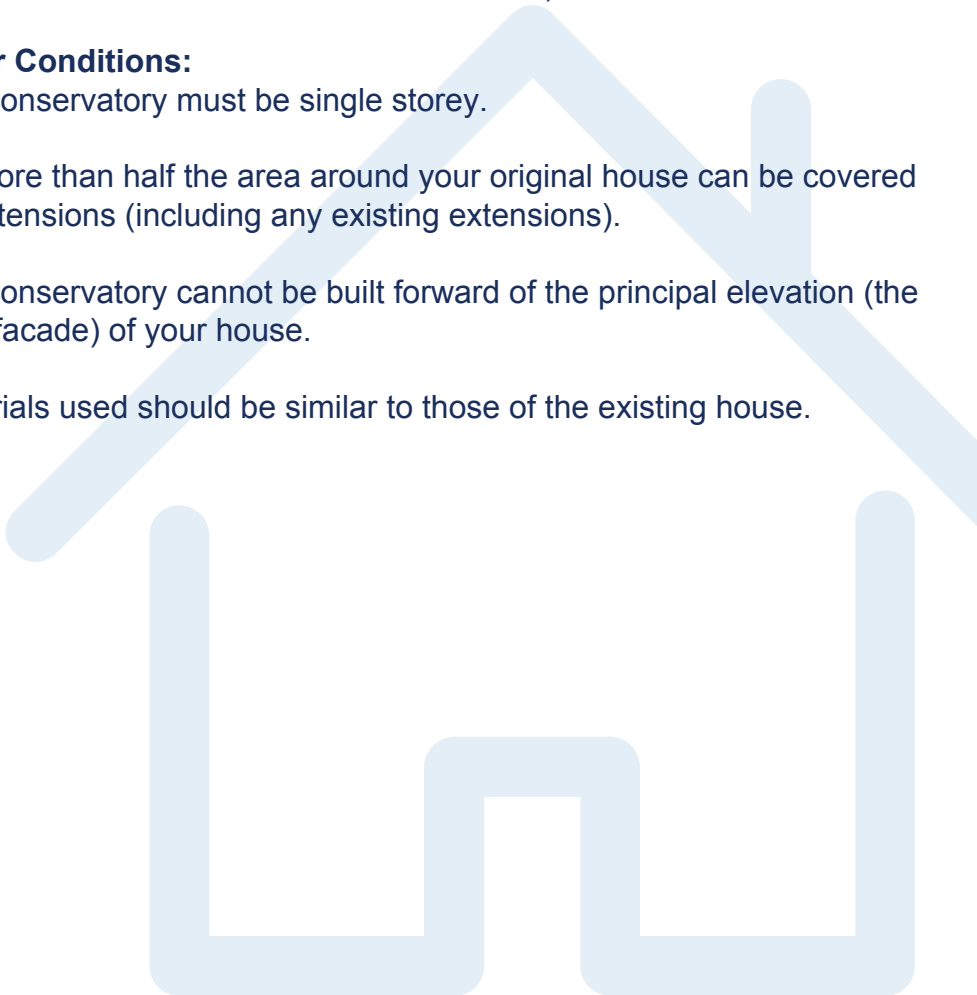 r Conditions:
onservatory must be single storey.
ore than half the area around your original house can be covered
tensions (including any existing extensions).
onservatory cannot be built forward of the principal elevation (the
facade) of your house.
rials used should be similar to those of the existing house.